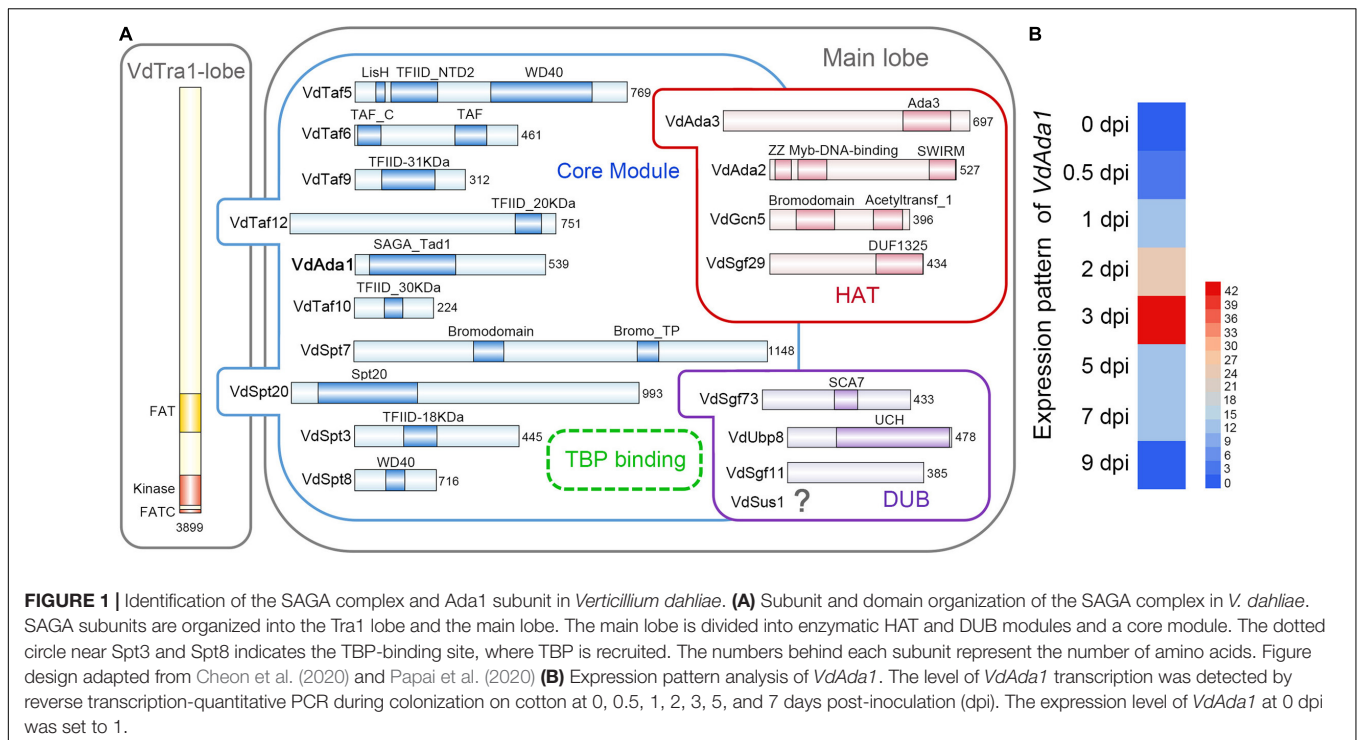 A
B
VdTra1-lobe
Main lobe
FAT
Kinase
FATC
3899
Core Module
LisH TFIID_NTD2 WD40
VdTaf5 769
TAF_C TAF
VdTaf6 461
TFIID-31KDa
VdTaf9 312
TFIID_20KDa
VdTaf12 751
SAGA_Tad1
VdAda1 539
TFIID_30KDa
VdTaf10 224
Bromodomain Bromo_TP
VdSpt7 1148
Spt20
VdSpt20 993
TFIID-18KDa
VdSpt3 445
WD40
VdSpt8 716
TBP binding
Ada3
VdAda3 697
ZZ Myb-DNA-binding SWIRM
VdAda2 527
Bromodomain Acetyltransf_1
VdGcn5 396
DUF1325
VdSgf29 434
HAT
SCA7
VdSgf73 433
UCH
VdUbp8 478
VdSgf11 385
VdSus1 ?
DUB
Expression pattern of VdAda1
0 dpi
0.5 dpi
1 dpi
2 dpi
3 dpi
5 dpi
7 dpi
9 dpi
42
39
36
33
30
27
24
21
18
15
12
9
6
3
0
FIGURE 1 | Identification of the SAGA complex and Ada1 subunit in Verticillium dahliae. (A) Subunit and domain organization of the SAGA complex in V. dahliae.
SAGA subunits are organized into the Tra1 lobe and the main lobe. The main lobe is divided into enzymatic HAT and DUB modules and a core module. The dotted
circle near Spt3 and Spt8 indicates the TBP-binding site, where TBP is recruited. The numbers behind each subunit represent the number of amino acids. Figure
design adapted from Cheon et al. (2020) and Papai et al. (2020) (B) Expression pattern analysis of VdAda1. The level of VdAda1 transcription was detected by
reverse transcription-quantitative PCR during colonization on cotton at 0, 0.5, 1, 2, 3, 5, and 7 days post-inoculation (dpi). The expression level of VdAda1 at 0 dpi
was set to 1.